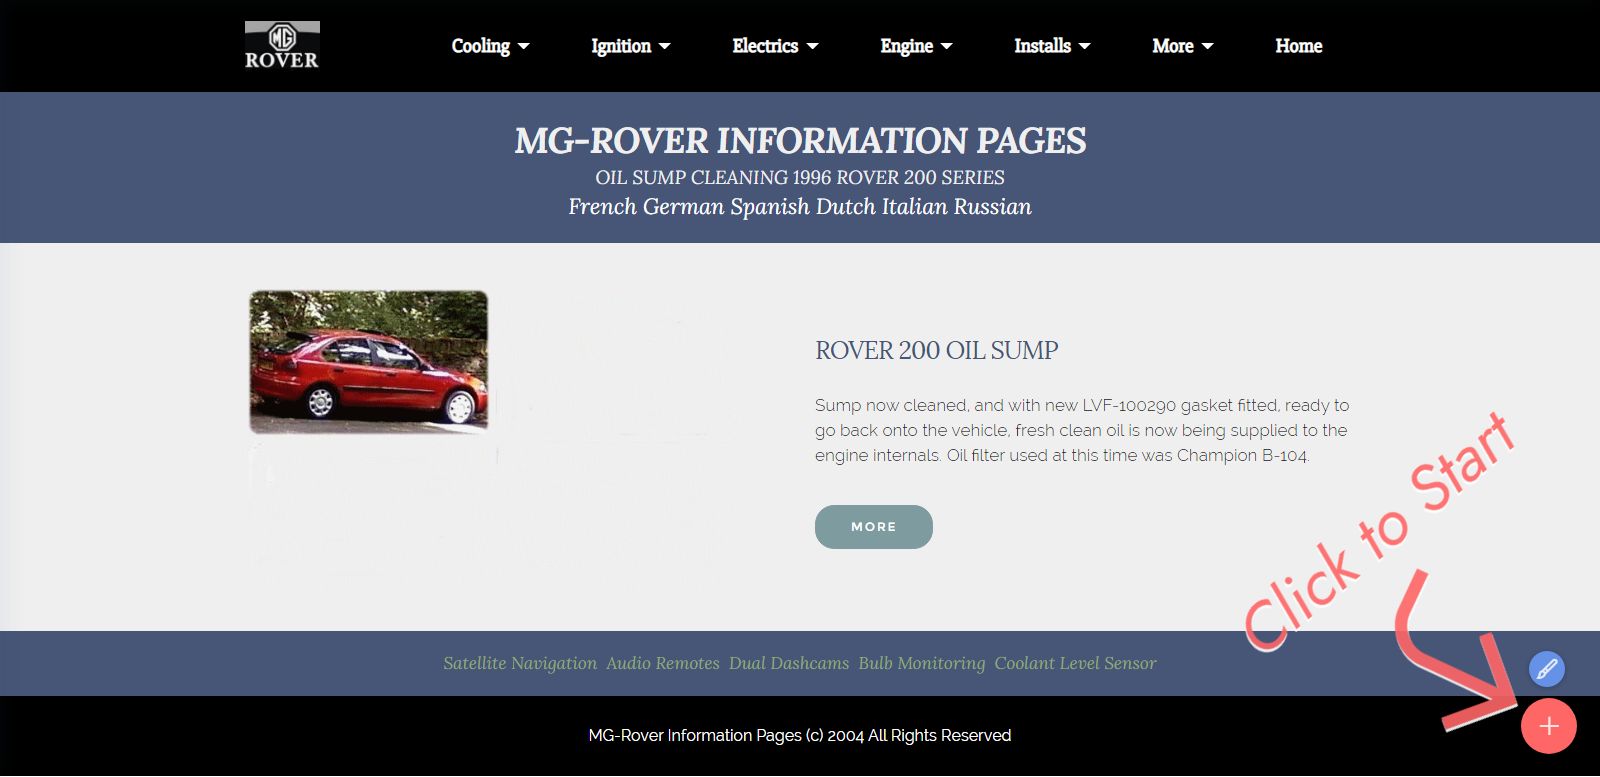 MG
ROVER
Cooling Ignition Electrics Engine Installs More Home
MG-ROVER INFORMATION PAGES
OIL SUMP CLEANING 1996 ROVER 200 SERIES
French German Spanish Dutch Italian Russian
ROVER 200 OIL SUMP
Sump now cleaned, and with new LVF-100290 gasket fitted, ready to
go back onto the vehicle, fresh clean oil is now being supplied to the
engine internals. Oil filter used at this time was Champion B-104.
MORE
Click to Start
Satellite Navigation Audio Remotes Dual Dashcams Bulb Monitoring Coolant Level Sensor
MG-Rover Information Pages (c) 2004 All Rights Reserved